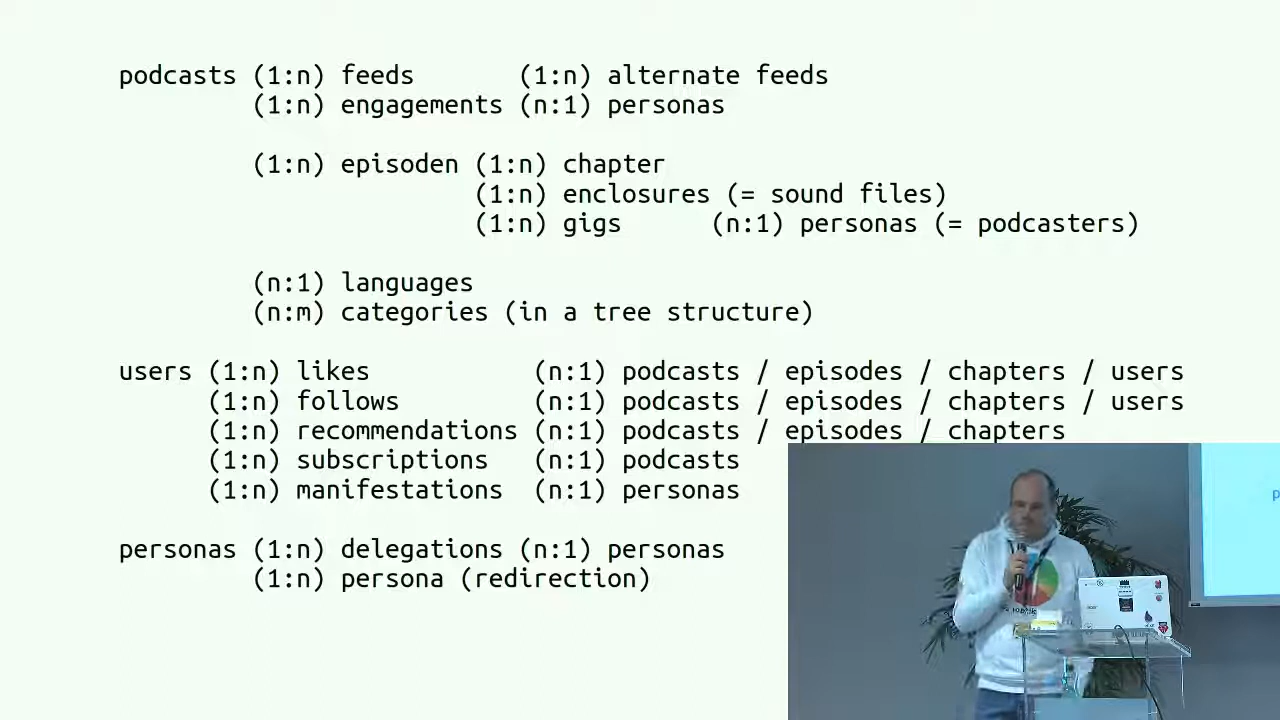 podcasts (1:n) feeds (1:n) alternate feeds
(1:n) engagements (n:1) personas
(1:n) episoden (1:n) chapter
(1:n) enclosures (= sound files)
(1:n) gigs (n:1) personas (= podcasters)
(n:1) languages
(n:m) categories (in a tree structure)
users (1:n) likes (n:1) podcasts / episodes / chapters / users
(1:n) follows (n:1) podcasts / episodes / chapters / users
(1:n) recommendations (n:1) podcasts / episodes / chapters
(1:n) subscriptions (n:1) podcasts
(1:n) manifestations (n:1) personas
personas (1:n) delegations (n:1) personas
(1:n) persona (redirection)